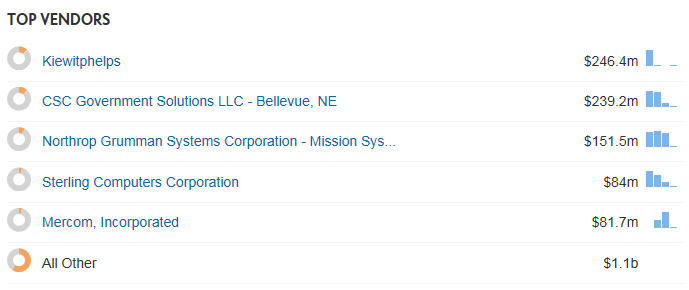 TOP VENDORS
Kiewitphelps $246.4m
CSC Government Solutions LLC - Bellevue, NE $239.2m
Northrop Grumman Systems Corporation - Mission Sys... $151.5m
Sterling Computers Corporation $84m
Mercom, Incorporated $81.7m
All Other $1.1b